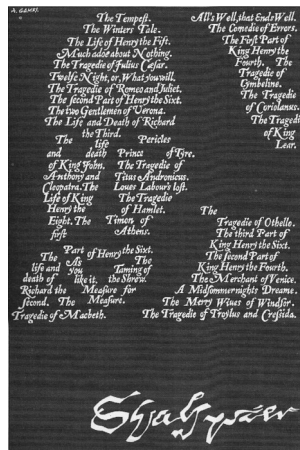 A. GAMES.
The Tempest.
The Winters Tale.
The Life of Henry the Fift.
Much adoe about Nothing.
The Tragedie of Julius Cæsar.
Twelfe Night, or, What you will.
The Tragedie of Romeo and Juliet.
The second Part of Henry the Sixt.
The two Gentlemen of Verona.
The Life and Death of Richard
the Third.
The life and death of King John.
Anthony and Cleopatra. The
Life of King
Henry the
Eight. The
first
Part of Henry the Sixt.
Pericles
Prince of Tyre.
The Tragedie of
Titus Andronicus.
Loues Labour's lost.
The Tragedie
of Hamlet.
Timon of
Athens.
The
life and
death of
Richard the
second. The
Tragedie of Macbeth.
As
you
like it.
Measure for
Measure.
The
Taming of
the Shrew.
All's Well, that Ends Well.
The Comedie of Errors.
The First Part of
King Henry the
Fourth. The
Tragedie of
Cymbeline.
The Tragedie
of Coriolanus.
The Tragedi
of King
Lear.
The
Tragedie of Othello.
The third Part of
King Henry the Sixt.
The second Part of
King Henry the Fourth.
The Merchant of Venice.
A Midsommernights Dreame.
The Merry Wiues of Windsor.
The Tragedie of Troylus and Cressida.